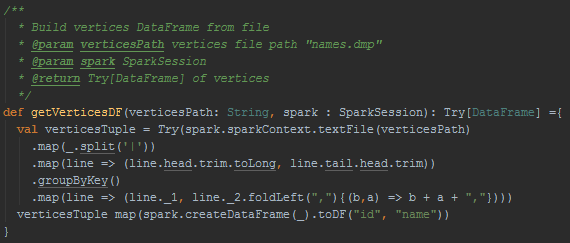 /**
* Build vertices DataFrame from file
* @param verticesPath vertices file path "names.dmp"
* @param spark SparkSession
* @return Try[DataFrame] of vertices
*/
def getVerticesDF(verticesPath: String, spark : SparkSession): Try[DataFrame] ={
val verticesTuple = Try(spark.sparkContext.textFile(verticesPath)
.map(_.split('|'))
.map(line => (line.head.trim.toLong, line.tail.head.trim))
.groupByKey()
.map(line => (line._1, line._2.foldLeft(","){(b,a) => b + a + ","})))
verticesTuple map(spark.createDataFrame(_).toDF("id", "name"))
}